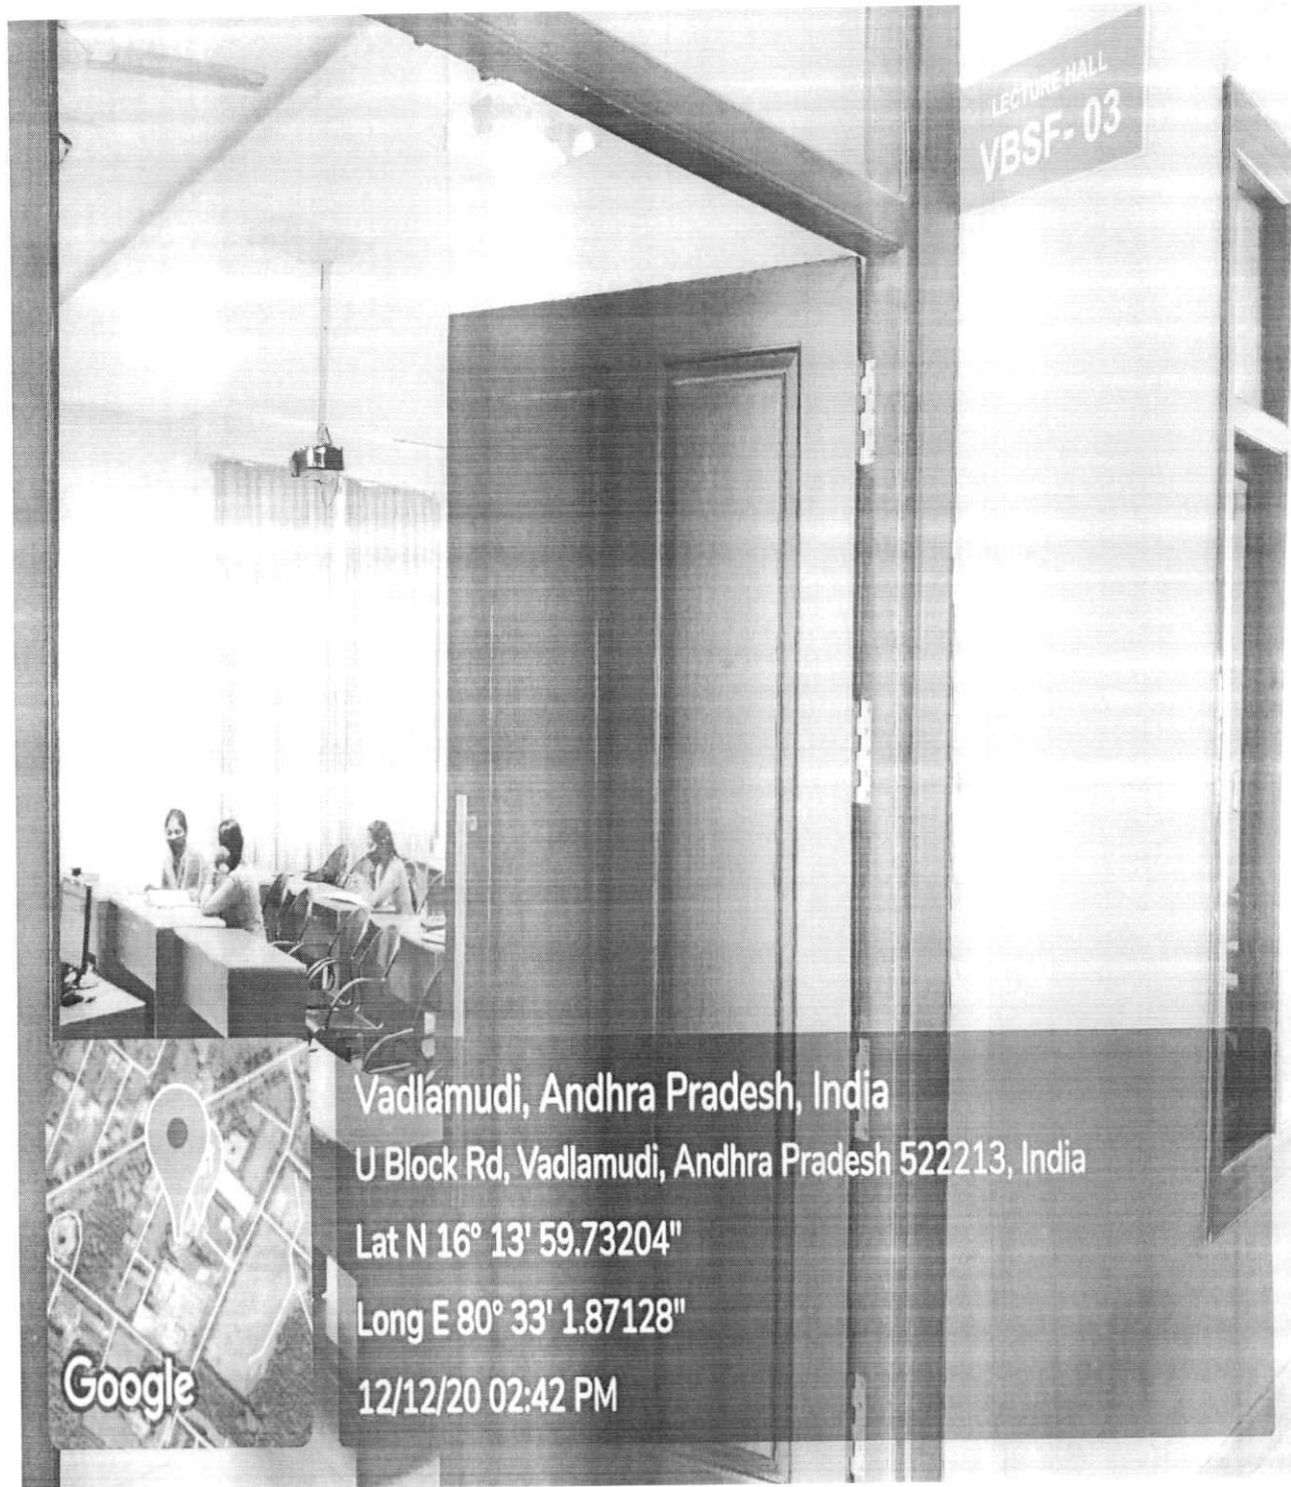 LECTURE HALL
VBSF- 03
Vadlamudi, Andhra Pradesh, India
U Block Rd, Vadlamudi, Andhra Pradesh 522213, India
Lat N 16° 13' 59.73204"
Long E 80° 33' 1.87128"
12/12/20 02:42 PM
Google